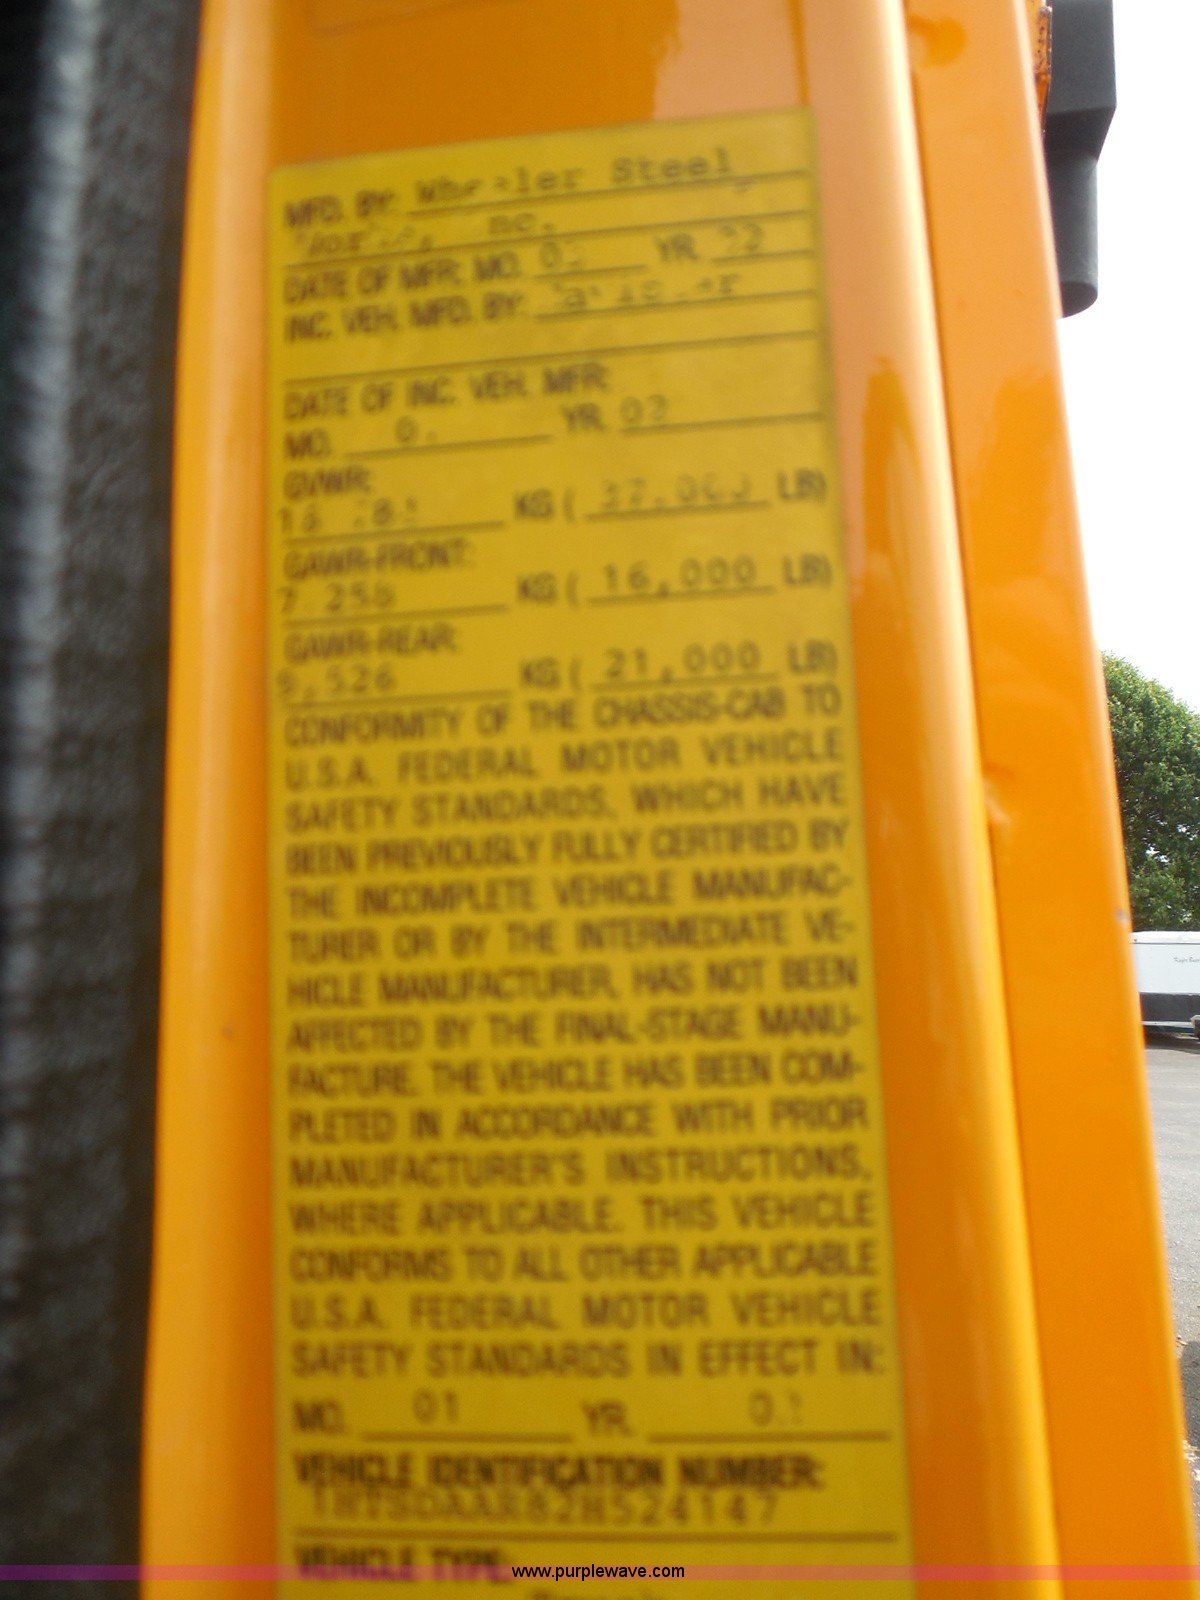 MFD. BY: Steel
DATE OF MFR: MO. YR
INC. VEH. MFD. BY:
DATE OF INC. VEH. MFR:
MO. YR 02
GVWR:
KG ( LB)
GAWR-FRONT:
KG ( 16,000 LB)
GAWR-REAR:
KG ( 21,000 LB)
CONFORMITY OF THE CHASSIS-CAB TO
U.S.A. FEDERAL MOTOR VEHICLE
SAFETY STANDARDS, WHICH HAVE
BEEN PREVIOUSLY FULLY CERTIFIED BY
THE INCOMPLETE VEHICLE MANUFAC-
TURER OR BY THE INTERMEDIATE VE-
HICLE MANUFACTURER, HAS NOT BEEN
AFFECTED BY THE FINAL-STAGE MANU-
FACTURE. THE VEHICLE HAS BEEN COM-
PLETED IN ACCORDANCE WITH PRIOR
MANUFACTURER'S INSTRUCTIONS,
WHERE APPLICABLE. THIS VEHICLE
CONFORMS TO ALL OTHER APPLICABLE
U.S.A. FEDERAL MOTOR VEHICLE
SAFETY STANDARDS IN EFFECT IN:
MO. 01 YR.
VEHICLE IDENTIFICATION NUMBER:
VEHICLE TYPE:
www.purplewave.com